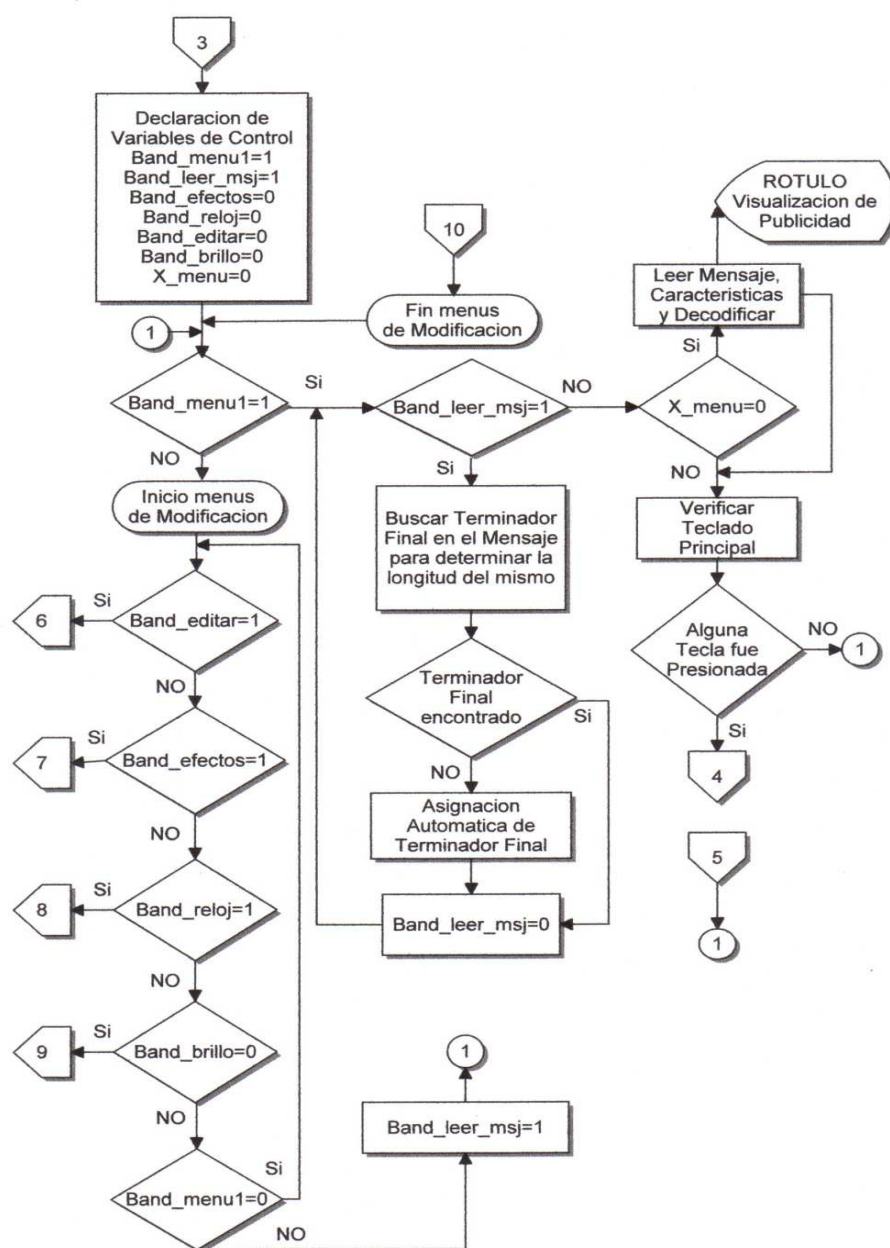 3
Declaracion de
Variables de Control
Band_menu1=1
Band_leer_msj=1
Band_efectos=0
Band_reloj=0
Band_editar=0
Band_brillo=0
X_menu=0
10
Fin menus
de Modificacion
1
ROTULO
Visualizacion de
Publicidad
Leer Mensaje,
Caracteristicas
y Decodificar
Si
Band_menu1=1
Si
Band_leer_msj=1
NO
X_menu=0
NO
Si
NO
Inicio menus
de Modificacion
Buscar Terminador
Final en el Mensaje
para determinar la
longitud del mismo
Verificar
Teclado
Principal
6
Si
Band_editar=1
NO
Terminador
Final
encontrado
Si
NO
Alguna
Tecla fue
Presionada
NO
1
Si
4
7
Si
Band_efectos=1
NO
Asignacion
Automatica de
Terminador Final
5
1
8
Si
Band_reloj=1
NO
Band_leer_msj=0
9
Si
Band_brillo=0
NO
1
Band_leer_msj=1
Si
Band_menu1=0
NO